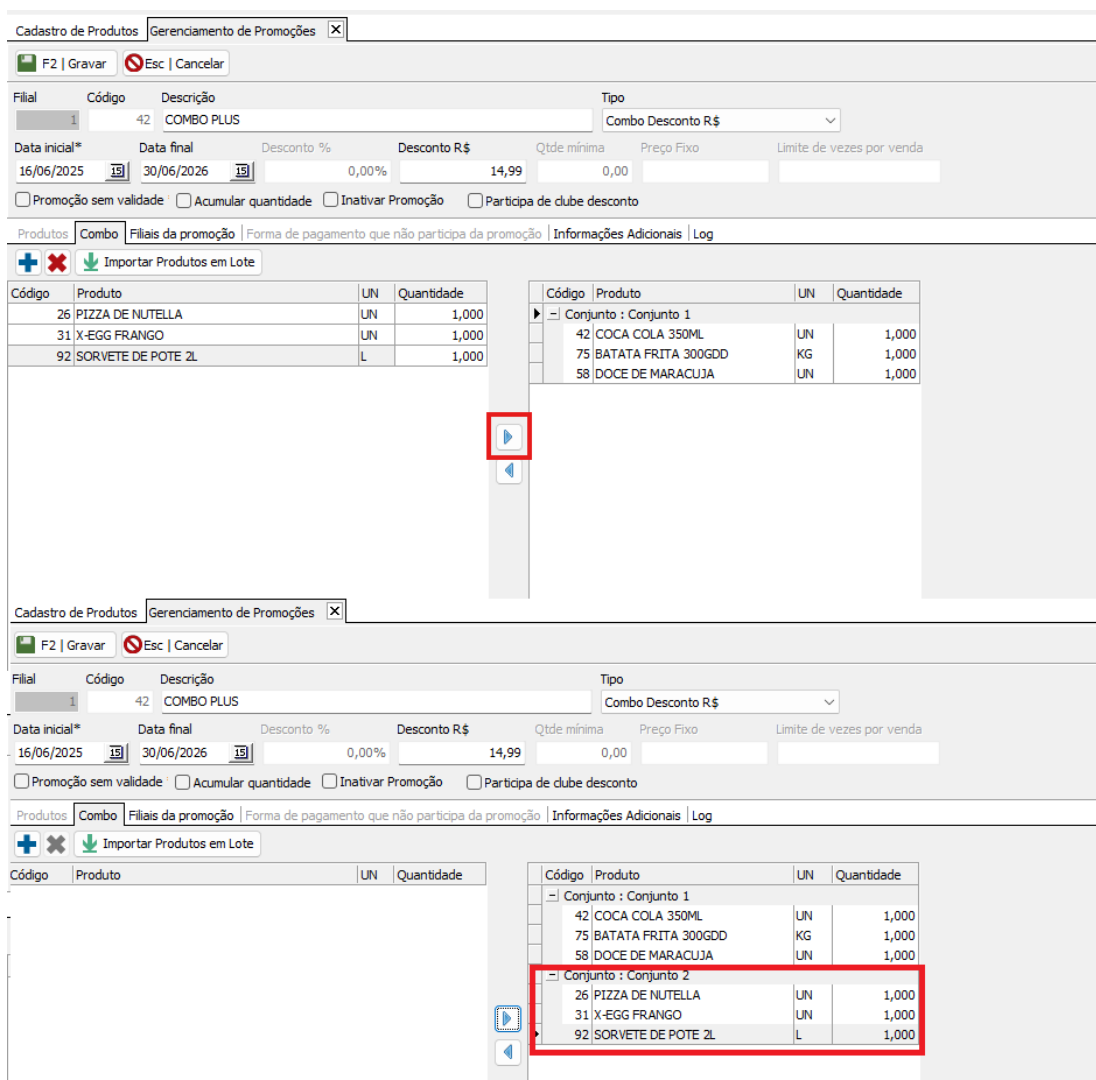 Cadastro de Produtos Gerenciamento de Promoções X
F2 | Gravar Esc | Cancelar
Filial Código Descrição Tipo
1 42 COMBO PLUS Combo Desconto R$
Data inicial* Data final Desconto % Desconto R$ Qtde mínima Preço Fixo Limite de vezes por venda
16/06/2025 15 30/06/2026 15 0,00% 14,99 0,00
Promoção sem validade Acumular quantidade Inativar Promoção Participa de clube desconto
Produtos Combo Filiais da promoção Forma de pagamento que não participa da promoção Informações Adicionais Log
Importar Produtos em Lote
Código Produto UN Quantidade Código Produto UN Quantidade
26 PIZZA DE NUTELLA UN 1,000 Conjunto : Conjunto 1
31 X-EGG FRANGO UN 1,000 42 COCA COLA 350ML UN 1,000
92 SORVETE DE POTE 2L L 1,000 75 BATATA FRITA 300GDD KG 1,000
58 DOCE DE MARACUJA UN 1,000
Cadastro de Produtos Gerenciamento de Promoções X
F2 | Gravar Esc | Cancelar
Filial Código Descrição Tipo
1 42 COMBO PLUS Combo Desconto R$
Data inicial* Data final Desconto % Desconto R$ Qtde mínima Preço Fixo Limite de vezes por venda
16/06/2025 15 30/06/2026 15 0,00% 14,99 0,00
Promoção sem validade Acumular quantidade Inativar Promoção Participa de clube desconto
Produtos Combo Filiais da promoção Forma de pagamento que não participa da promoção Informações Adicionais Log
Importar Produtos em Lote
Código Produto UN Quantidade Código Produto UN Quantidade
Conjunto : Conjunto 1
42 COCA COLA 350ML UN 1,000
75 BATATA FRITA 300GDD KG 1,000
58 DOCE DE MARACUJA UN 1,000
Conjunto : Conjunto 2
26 PIZZA DE NUTELLA UN 1,000
31 X-EGG FRANGO UN 1,000
92 SORVETE DE POTE 2L L 1,000